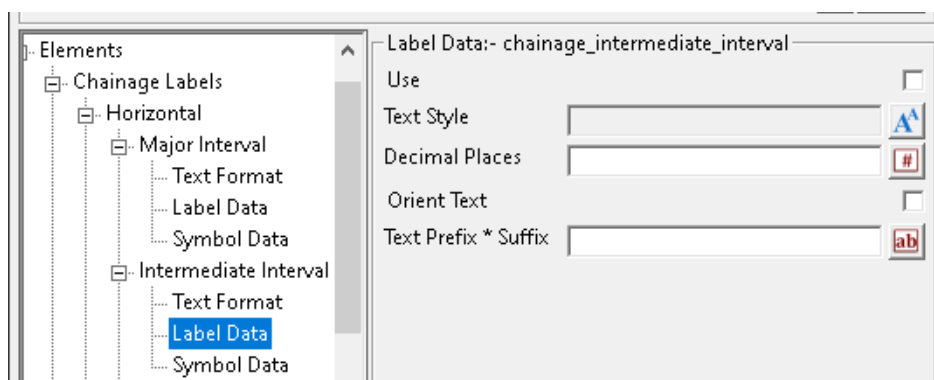 Elements
Chainage Labels
Horizontal
Major Interval
Text Format
Label Data
Symbol Data
Intermediate Interval
Text Format
Label Data
Symbol Data
Label Data:- chainage_intermediate_interval
Use
Text Style
AA
Decimal Places
#
Orient Text
Text Prefix * Suffix
ab